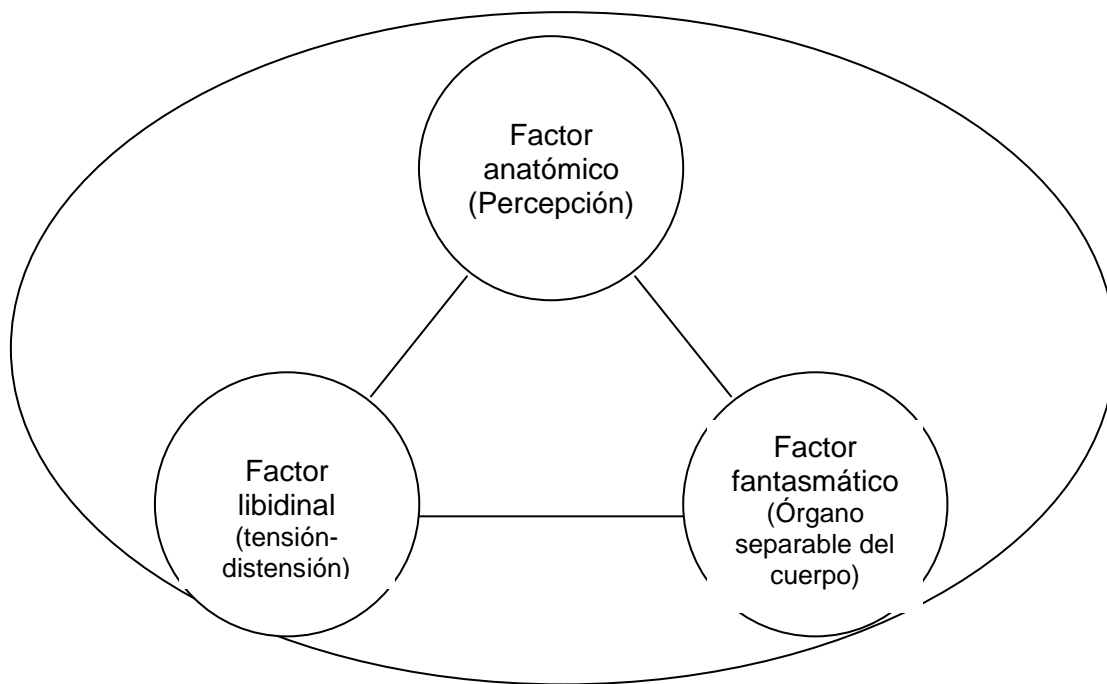 Factor
anatómico
(Percepción)
Factor
libidinal
(tensión-
distensión)
Factor
fantasmático
(Órgano
separable del
cuerpo)